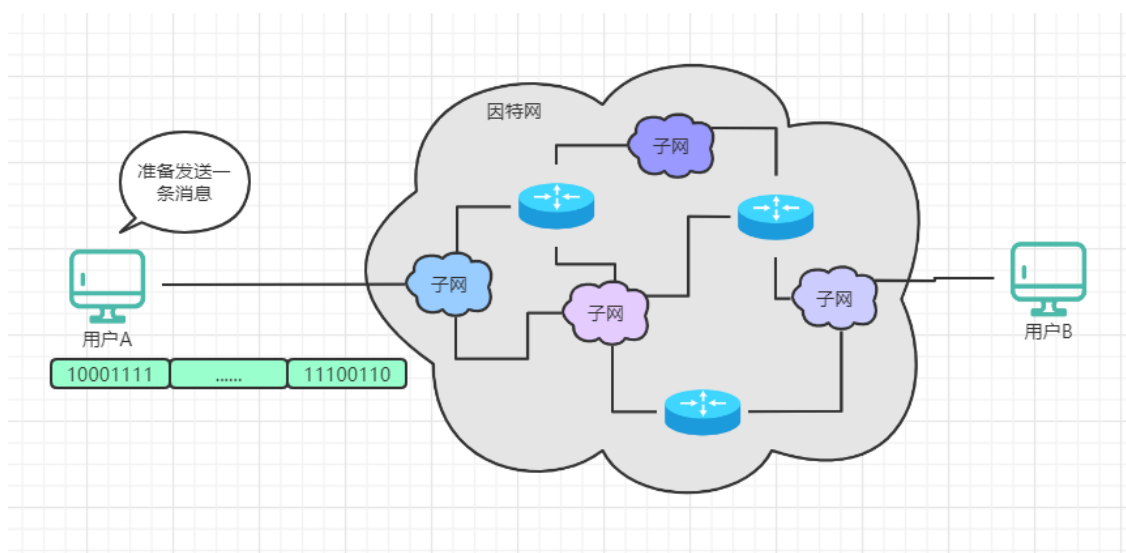 因特网
子网
准备发送一
条消息
子网
子网
子网
用户A
用户B
10001111
......
11100110